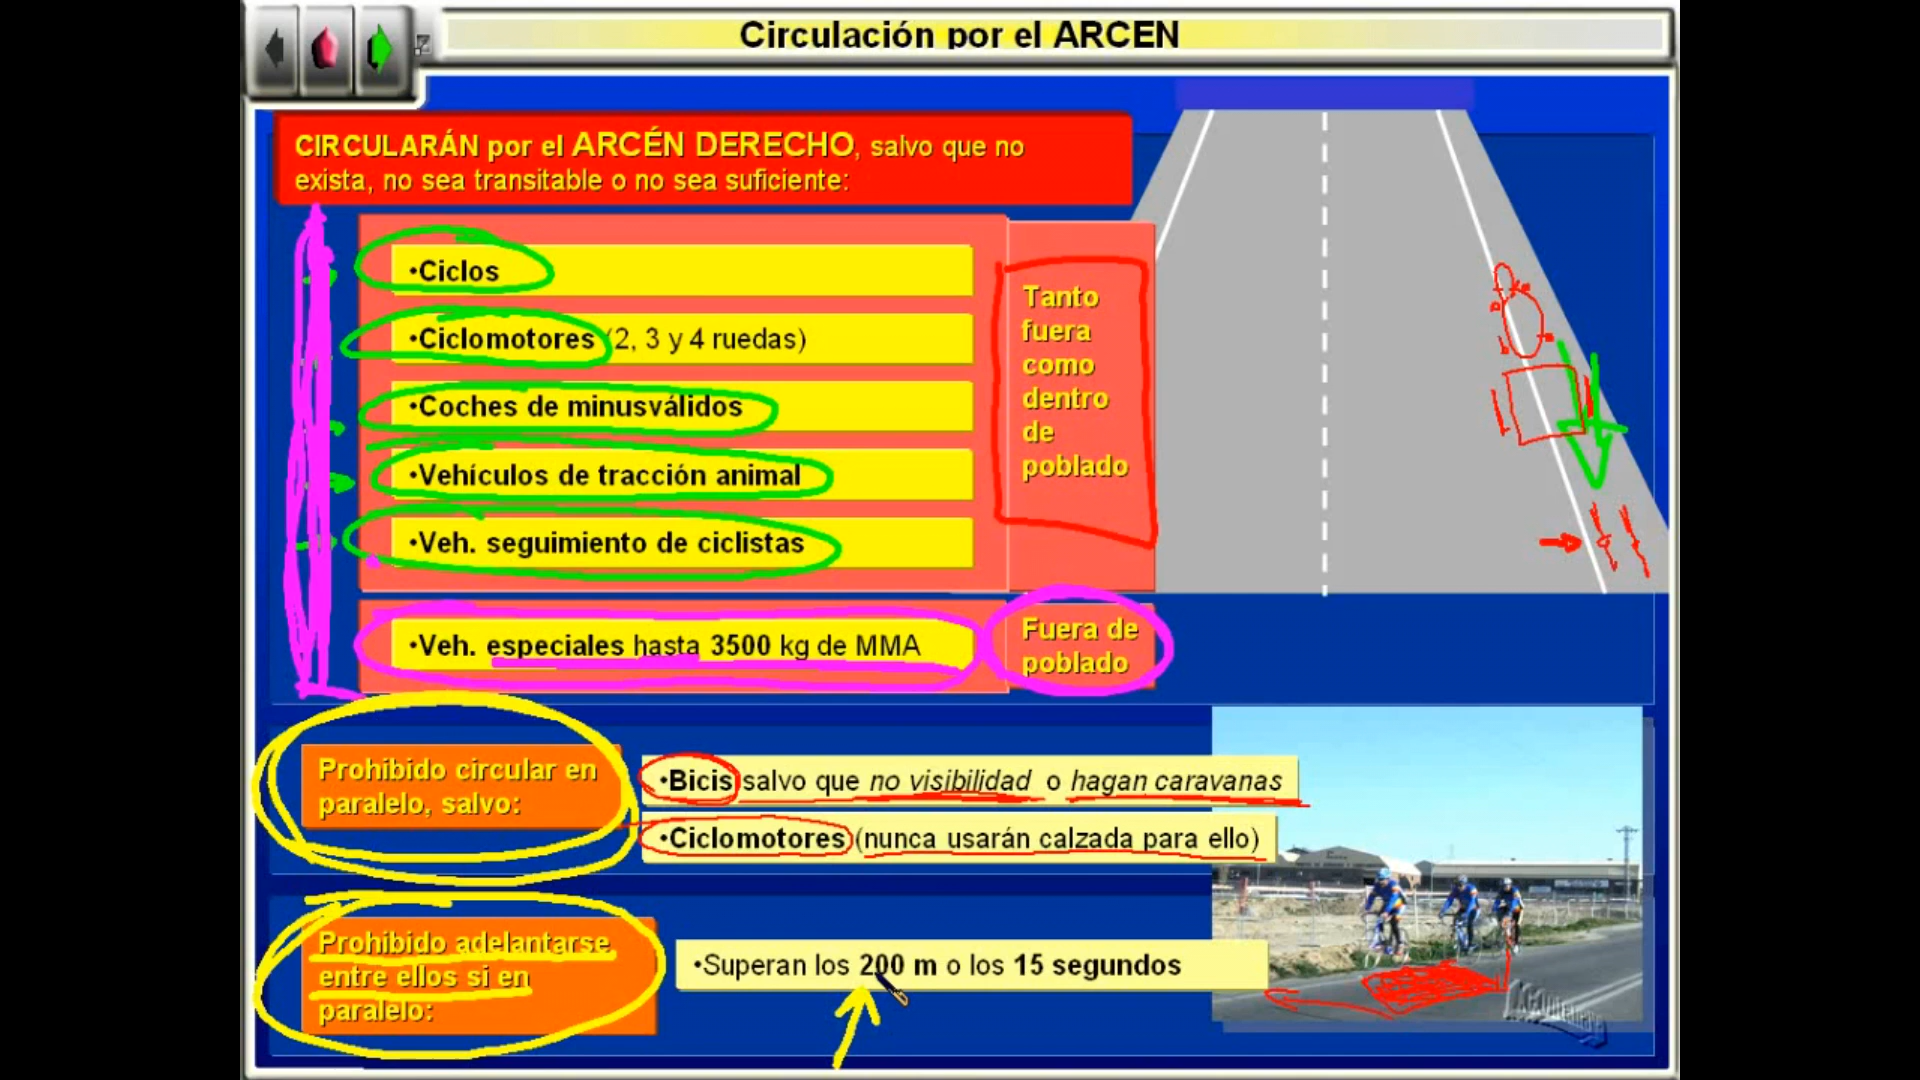 Circulación por el ARCEN
CIRCULARÁN por el ARCÉN DERECHO, salvo que no
exista, no sea transitable o no sea suficiente:
•Ciclos
•Ciclomotores (2, 3 y 4 ruedas)
•Coches de minusválidos
•Vehículos de tracción animal
•Veh. seguimiento de ciclistas
Tanto
fuera
como
dentro
de
poblado
•Veh. especiales hasta 3500 kg de MMA
Fuera de
poblado
Prohibido circular en
paralelo, salvo:
•Bicis salvo que no visibilidad o hagan caravanas
•Ciclomotores (nunca usarán calzada para ello)
Prohibido adelantarse
entre ellos si en
paralelo:
•Superan los 200 m o los 15 segundos